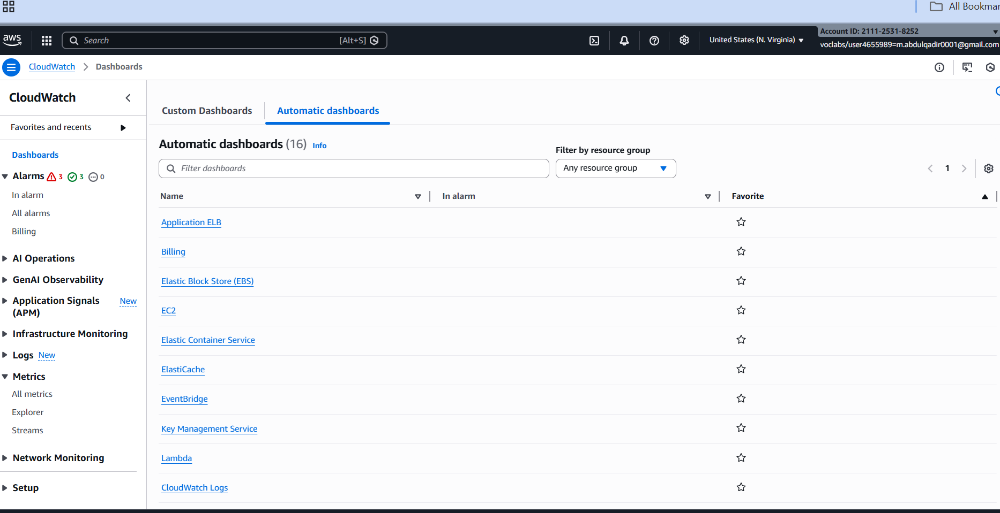 All Bookmar
aws
Search [Alt+S]
United States (N. Virginia)
Account ID: 2111-2531-8252
voclabs/user4655989=m.abdulqadir0001@gmail.com
CloudWatch
Dashboards
CloudWatch
Favorites and recents
Dashboards
Alarms 3 3 0
In alarm
All alarms
Billing
AI Operations
GenAI Observability
Application Signals New
(APM)
Infrastructure Monitoring
Logs New
Metrics
All metrics
Explorer
Streams
Network Monitoring
Setup
Custom Dashboards
Automatic dashboards
Automatic dashboards (16) Info
Filter dashboards
Filter by resource group
Any resource group
1
Name
In alarm
Favorite
Application ELB
Billing
Elastic Block Store (EBS)
EC2
Elastic Container Service
ElastiCache
EventBridge
Key Management Service
Lambda
CloudWatch Logs